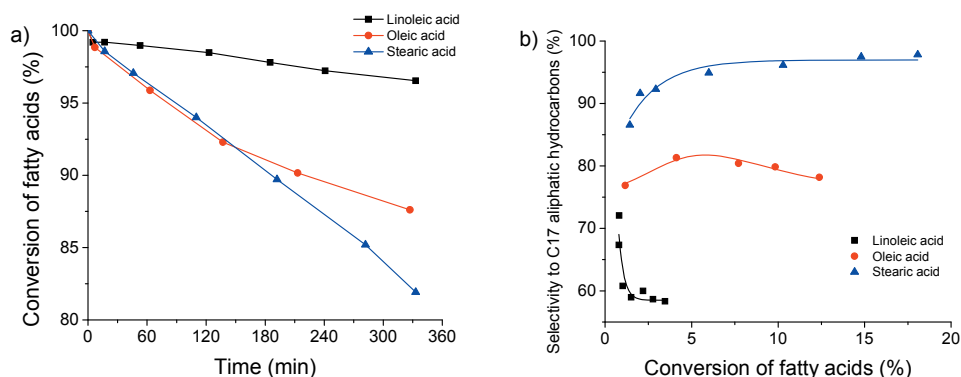 a)
Linoleic acid
Oleic acid
Stearic acid
100
95
90
85
80
Conversion of fatty acids (%)
0 60 120 180 240 300 360
Time (min)
b)
100
90
80
70
60
Selectivity to C17 aliphatic hydrocarbons (%)
Linoleic acid
Oleic acid
Stearic acid
0 5 10 15 20
Conversion of fatty acids (%)